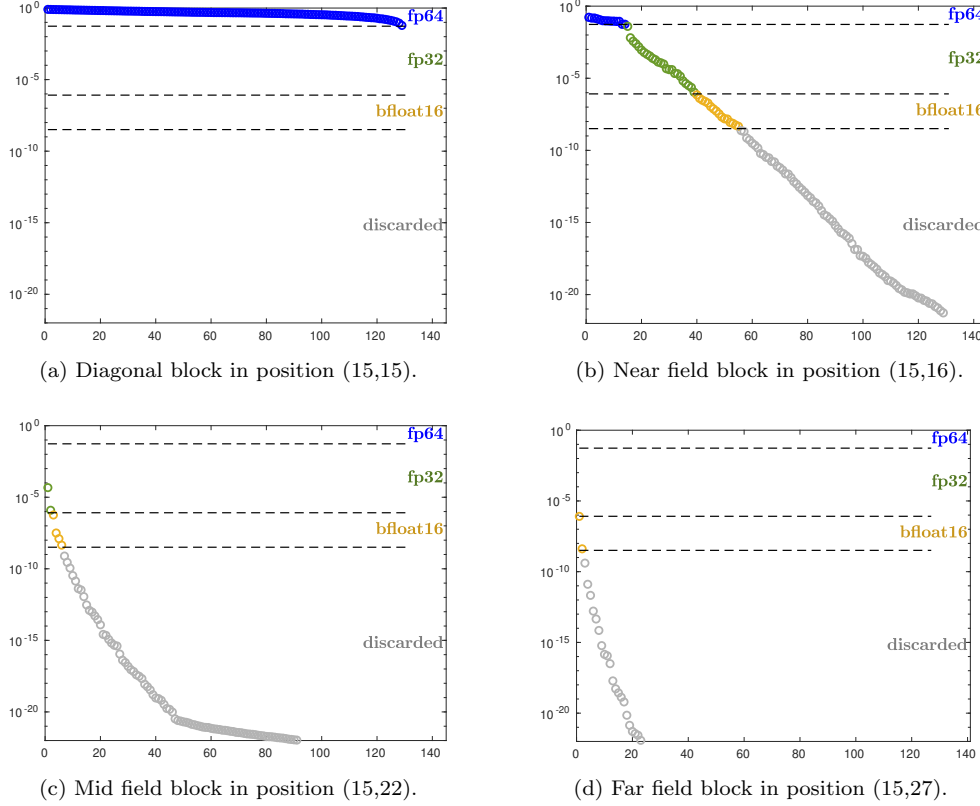 10^0
fp64
fp32
10^-5
bfloat16
10^-10
discarded
10^-15
10^-20
0 20 40 60 80 100 120 140
(a) Diagonal block in position (15,15).
10^0
fp64
fp32
10^-5
bfloat16
10^-10
discarded
10^-15
10^-20
0 20 40 60 80 100 120 140
(b) Near field block in position (15,16).
10^0
fp64
fp32
10^-5
bfloat16
10^-10
discarded
10^-15
10^-20
0 20 40 60 80 100 120 140
(c) Mid field block in position (15,22).
10^0
fp64
fp32
10^-5
bfloat16
10^-10
discarded
10^-15
10^-20
0 20 40 60 80 100 120 140
(d) Far field block in position (15,27).